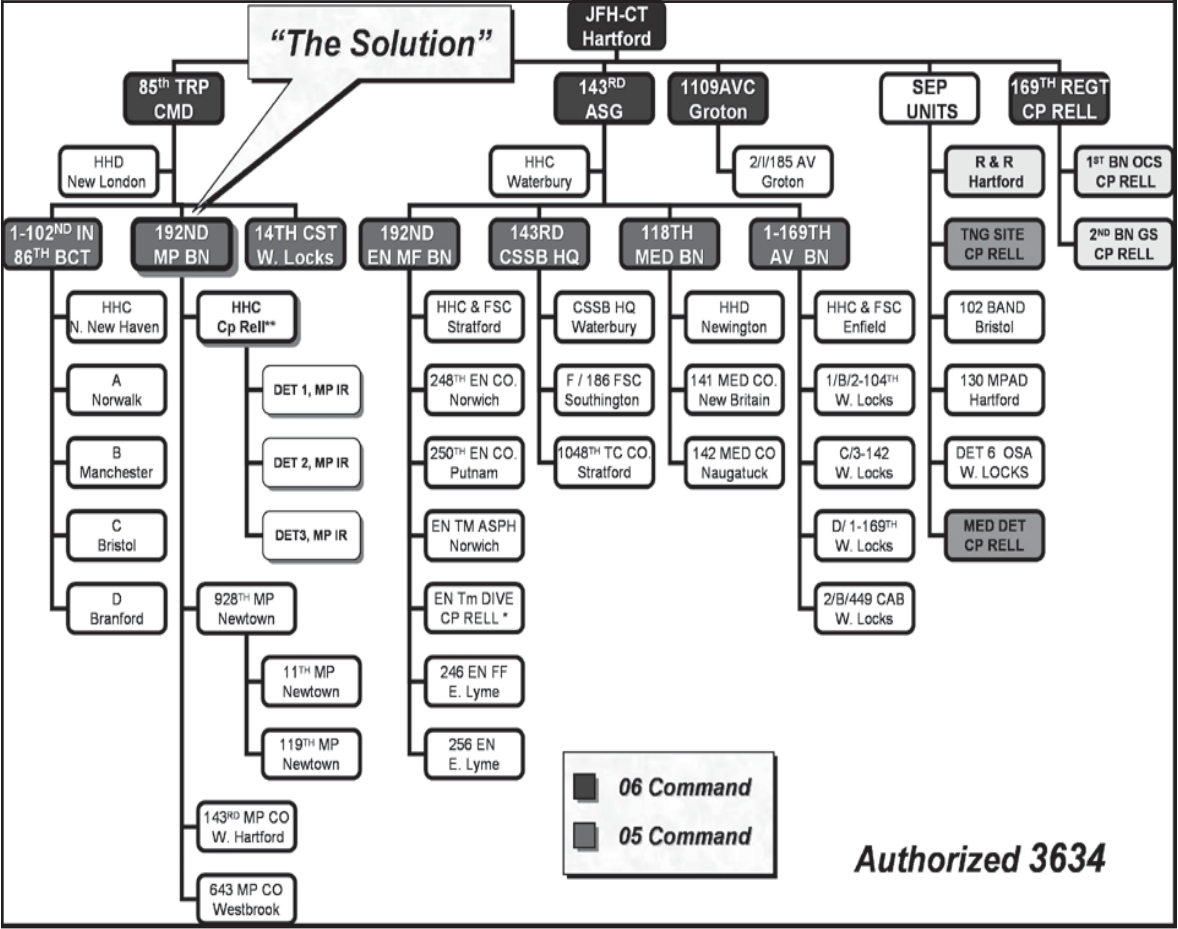 JFH-CT
Hartford
“The Solution”
85th TRP
CMD
143RD
ASG
1109AVC
Groton
SEP
UNITS
169TH REGT
CP RELL
HHD
New London
HHC
Waterbury
2/I/185 AV
Groton
R & R
Hartford
1ST BN OCS
CP RELL
1-102ND IN
86TH BCT
192ND
MP BN
14TH CST
W. Locks
192ND
EN MF BN
143RD
CSSB HQ
118TH
MED BN
1-169TH
AV BN
TNG SITE
CP RELL
2ND BN GS
CP RELL
HHC
N. New Haven
HHC
Cp Rell**
HHC & FSC
Stratford
CSSB HQ
Waterbury
HHD
Newington
HHC & FSC
Enfield
102 BAND
Bristol
A
Norwalk
DET 1, MP IR
248TH EN CO.
Norwich
F / 186 FSC
Southington
141 MED CO.
New Britain
1/B/2-104TH
W. Locks
130 MPAD
Hartford
B
Manchester
DET 2, MP IR
250TH EN CO.
Putnam
1048TH TC CO.
Stratford
142 MED CO
Naugatuck
C/3-142
W. Locks
DET 6 OSA
W. LOCKS
C
Bristol
DET3, MP IR
EN TM ASPH
Norwich
D/ 1-169TH
W. Locks
MED DET
CP RELL
D
Branford
928TH MP
Newtown
EN Tm DIVE
CP RELL *
2/B/449 CAB
W. Locks
11TH MP
Newtown
246 EN FF
E. Lyme
119TH MP
Newtown
256 EN
E. Lyme
143RD MP CO
W. Hartford
643 MP CO
Westbrook
06 Command
05 Command
Authorized 3634